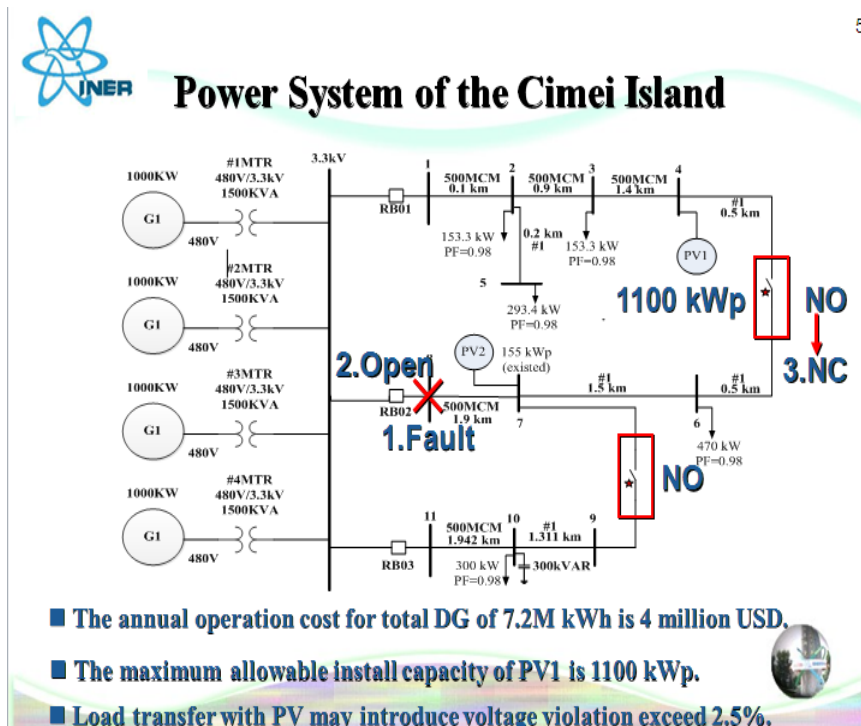 5
INER
Power System of the Cimei Island
3.3kV
1000KW
#1MTR
480V/3.3kV
1500KVA
G1
480V
1000KW
#2MTR
480V/3.3kV
1500KVA
G1
480V
1000KW
#3MTR
480V/3.3kV
1500KVA
G1
480V
1000KW
#4MTR
480V/3.3kV
1500KVA
G1
480V
RB01
1
500MCM
0.1 km
2
500MCM
0.9 km
3
500MCM
1.4 km
4
#1
0.5 km
153.3 kW
PF=0.98
0.2 km
#1
153.3 kW
PF=0.98
PV1
5
293.4 kW
PF=0.98
1100 kWp
NO
3.NC
2.Open
PV2
155 kWp
(existed)
RB02
500MCM
1.9 km
1.Fault
7
#1
1.5 km
#1
0.5 km
6
470 kW
PF=0.98
NO
RB03
11
500MCM
1.942 km
10
#1
1.311 km
9
300 kW
PF=0.98
300kVAR
■ The annual operation cost for total DG of 7.2M kWh is 4 million USD.
■ The maximum allowable install capacity of PV1 is 1100 kWp.
■ Load transfer with PV may introduce voltage violation exceed 2.5%.